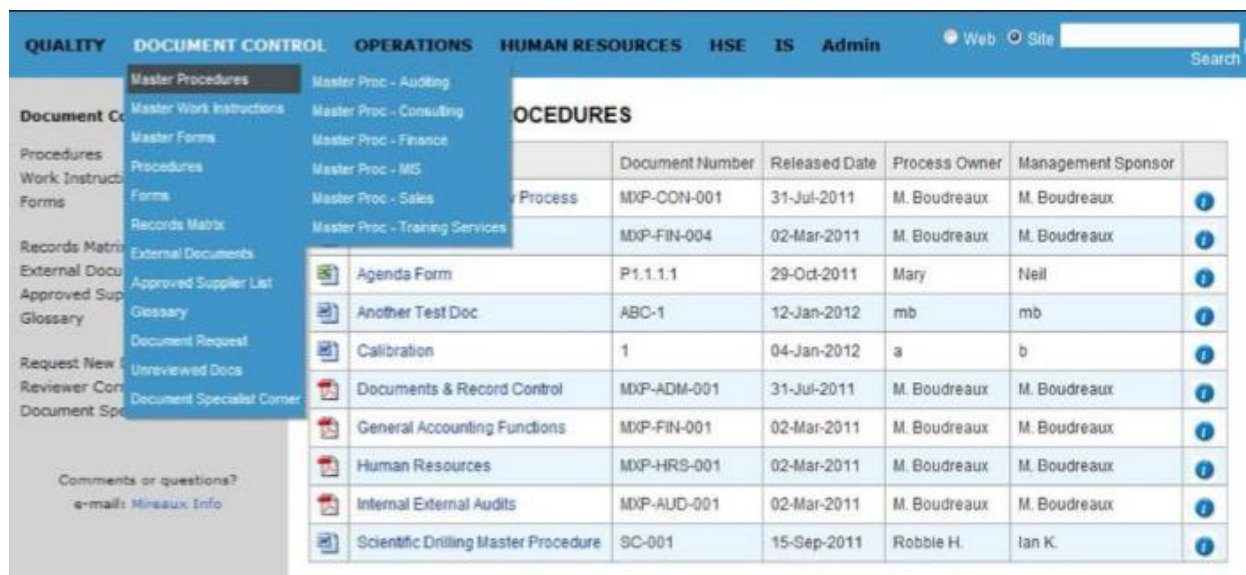 QUALITY DOCUMENT CONTROL OPERATIONS HUMAN RESOURCES HSE IS Admin Web Site
Search
Master Procedures
Master Work Instructions
Master Forms
Procedures
Forms
Records Matrix
External Documents
Approved Supplier List
Glossary
Document Request
Unreviewed Docs
Document Specialist Corner
Master Proc - Auditing
Master Proc - Consulting
Master Proc - Finance
Master Proc - MIS
Master Proc - Sales
Master Proc - Training Services
Document Co
Procedures
Work Instructi
Forms
Records Matrix
External Docu
Approved Sup
Glossary
Request New
Reviewer Cor
Document Spe
Comments or questions?
e-mail: Mireaux Info
OCEDURES
Document Number Released Date Process Owner Management Sponsor
Process MXP-CON-001 31-Jul-2011 M. Boudreaux M. Boudreaux
MXP-FIN-004 02-Mar-2011 M. Boudreaux M. Boudreaux
Agenda Form P1.1.1.1 29-Oct-2011 Mary Neil
Another Test Doc ABC-1 12-Jan-2012 mb mb
Calibration 1 04-Jan-2012 a b
Documents & Record Control MXP-ADM-001 31-Jul-2011 M. Boudreaux M. Boudreaux
General Accounting Functions MXP-FIN-001 02-Mar-2011 M. Boudreaux M. Boudreaux
Human Resources MXP-HRS-001 02-Mar-2011 M. Boudreaux M. Boudreaux
Internal External Audits MXP-AUD-001 02-Mar-2011 M. Boudreaux M. Boudreaux
Scientific Drilling Master Procedure SC-001 15-Sep-2011 Robbie H. Ian K.